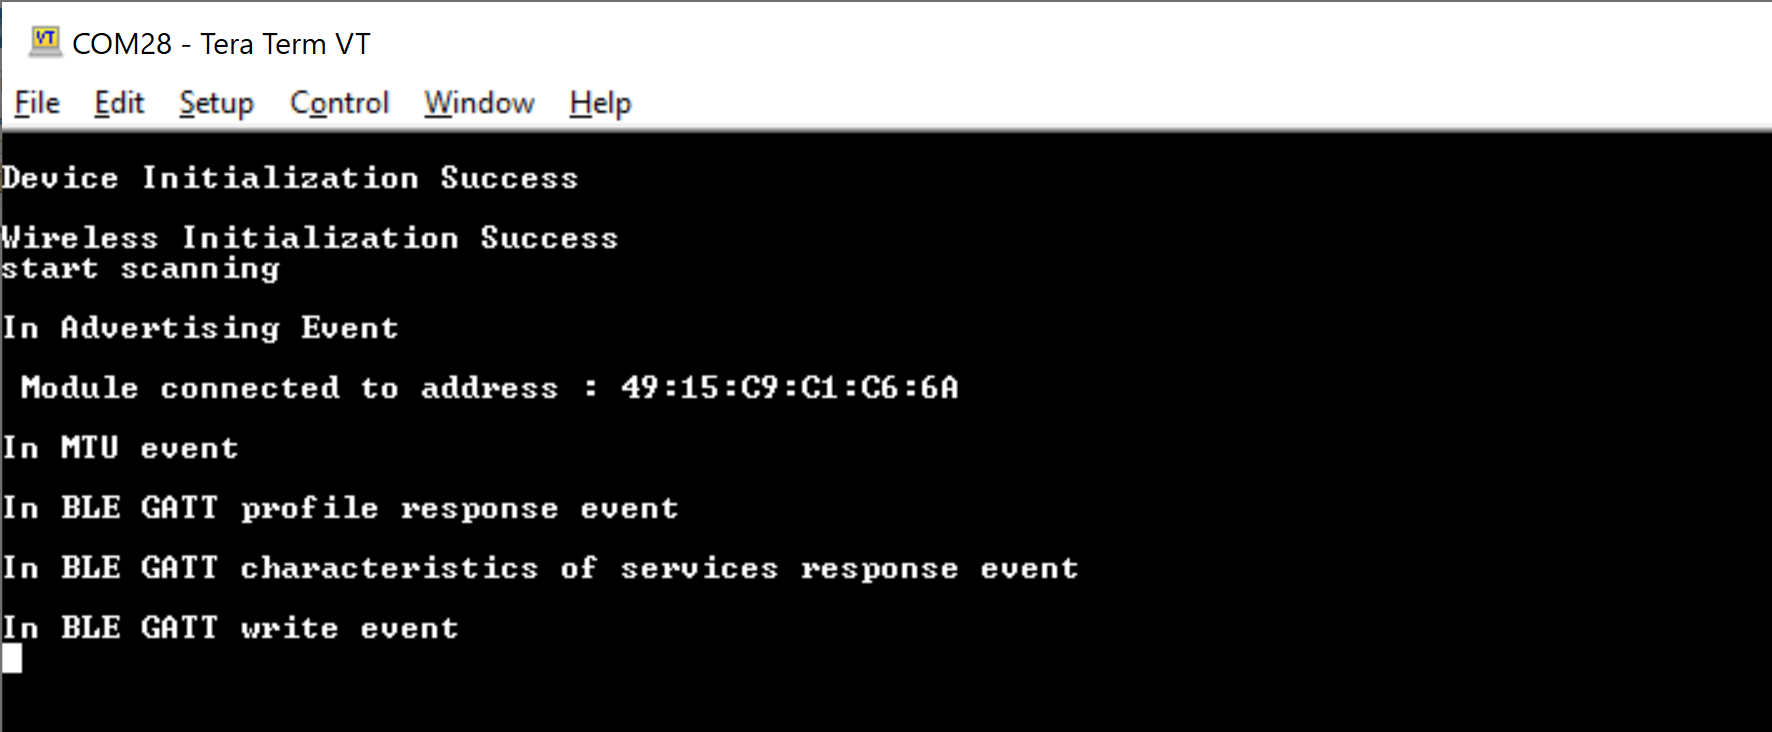 VT COM28 - Tera Term VT
File Edit Setup Control Window Help
Device Initialization Success
Wireless Initialization Success
start scanning
In Advertising Event
Module connected to address : 49:15:C9:C1:C6:6A
In MTU event
In BLE GATT profile response event
In BLE GATT characteristics of services response event
In BLE GATT write event